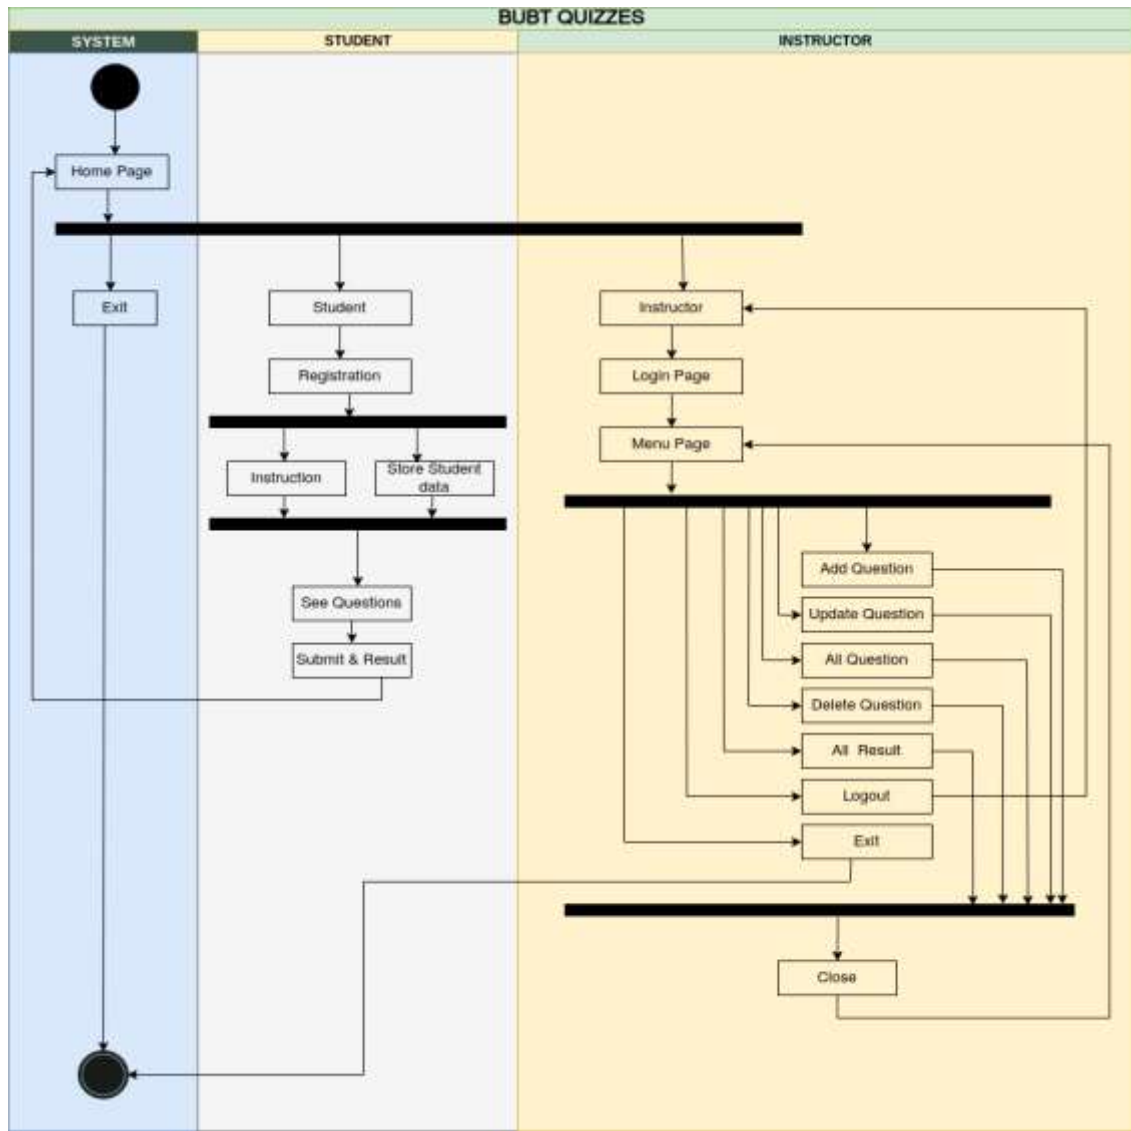 BUBT QUIZZES
SYSTEM
STUDENT
INSTRUCTOR
Home Page
Exit
Student
Instructor
Registration
Login Page
Menu Page
Instruction
Store Student
data
Add Question
See Questions
Update Question
Submit & Result
All Question
Delete Question
All Result
Logout
Exit
Close